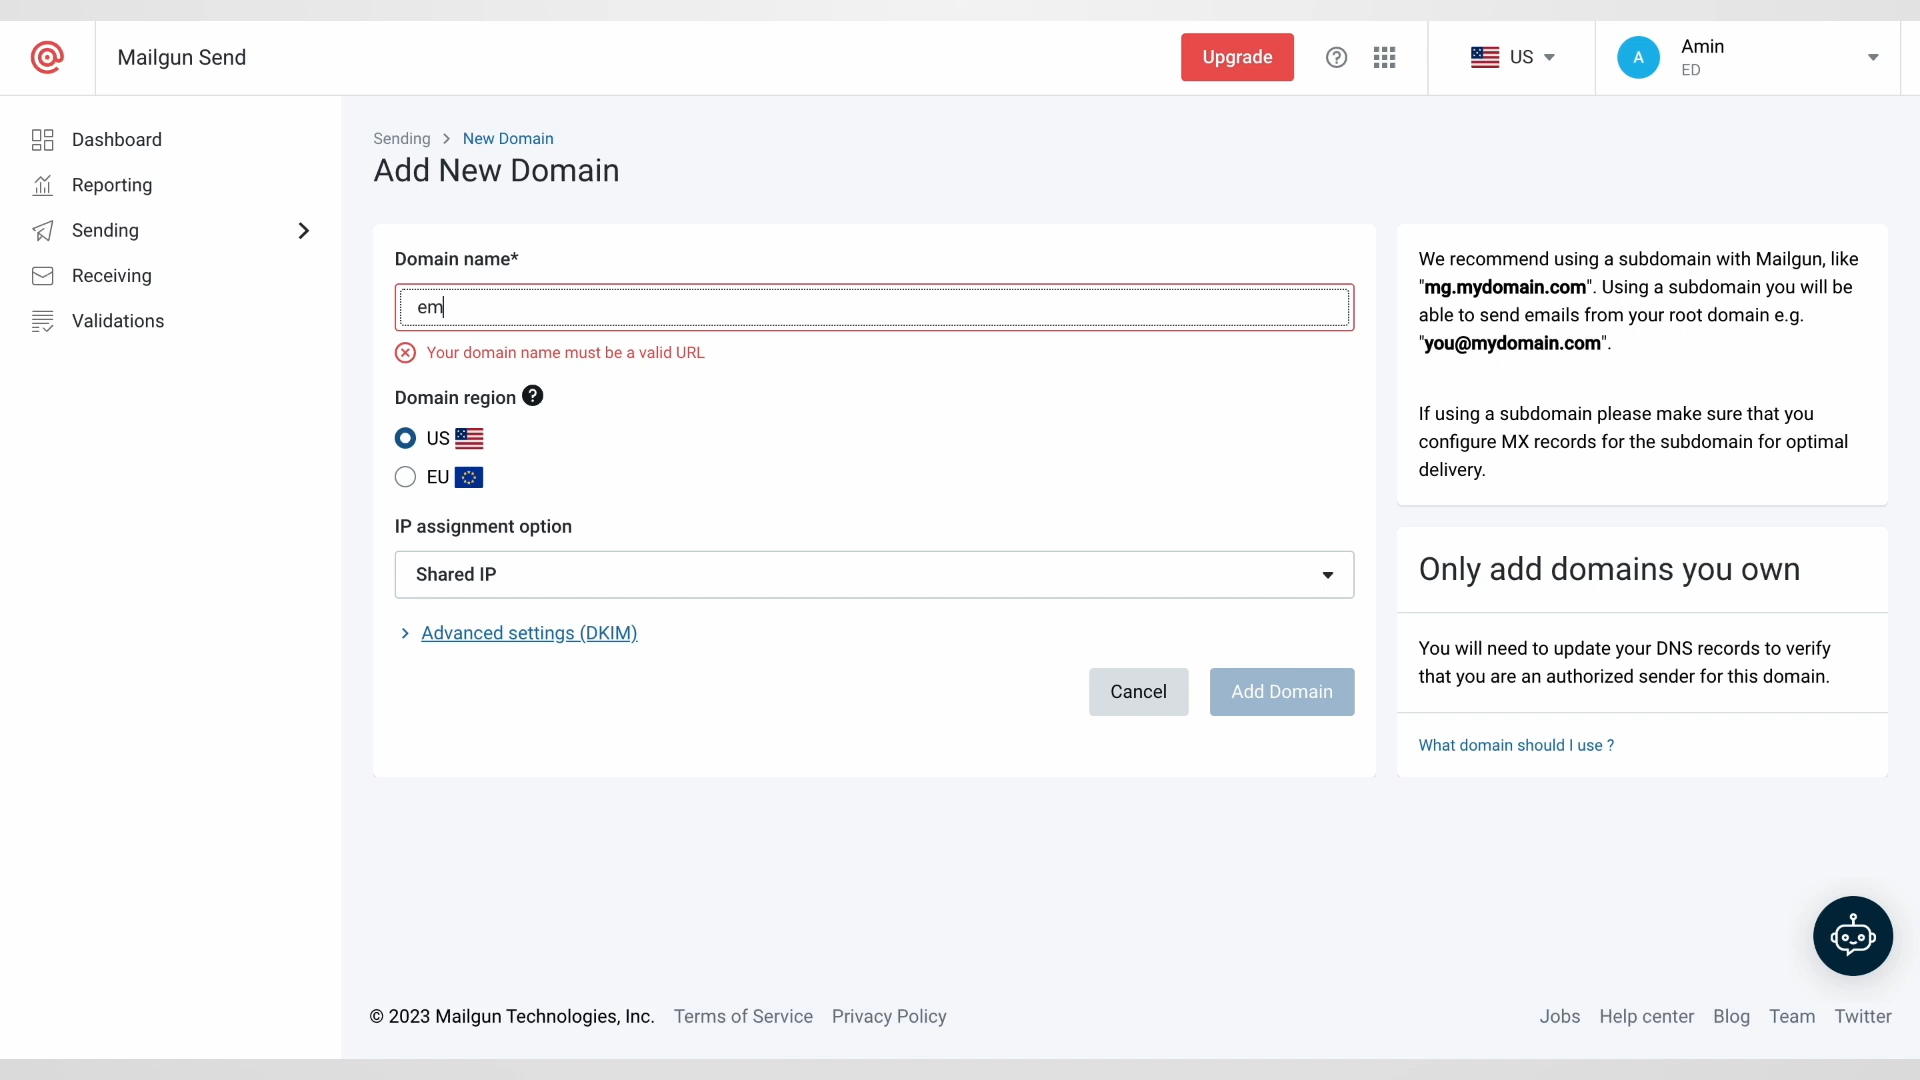 Mailgun Send
Upgrade
US
A
Amin
ED
Dashboard
Reporting
Sending
Receiving
Validations
Sending > New Domain
Add New Domain
Domain name*
em
Your domain name must be a valid URL
Domain region ?
US
EU
IP assignment option
Shared IP
Advanced settings (DKIM)
Cancel
Add Domain
We recommend using a subdomain with Mailgun, like
"mg.mydomain.com". Using a subdomain you will be
able to send emails from your root domain e.g.
"you@mydomain.com".
If using a subdomain please make sure that you
configure MX records for the subdomain for optimal
delivery.
Only add domains you own
You will need to update your DNS records to verify
that you are an authorized sender for this domain.
What domain should I use ?
© 2023 Mailgun Technologies, Inc. Terms of Service Privacy Policy
Jobs Help center Blog Team Twitter